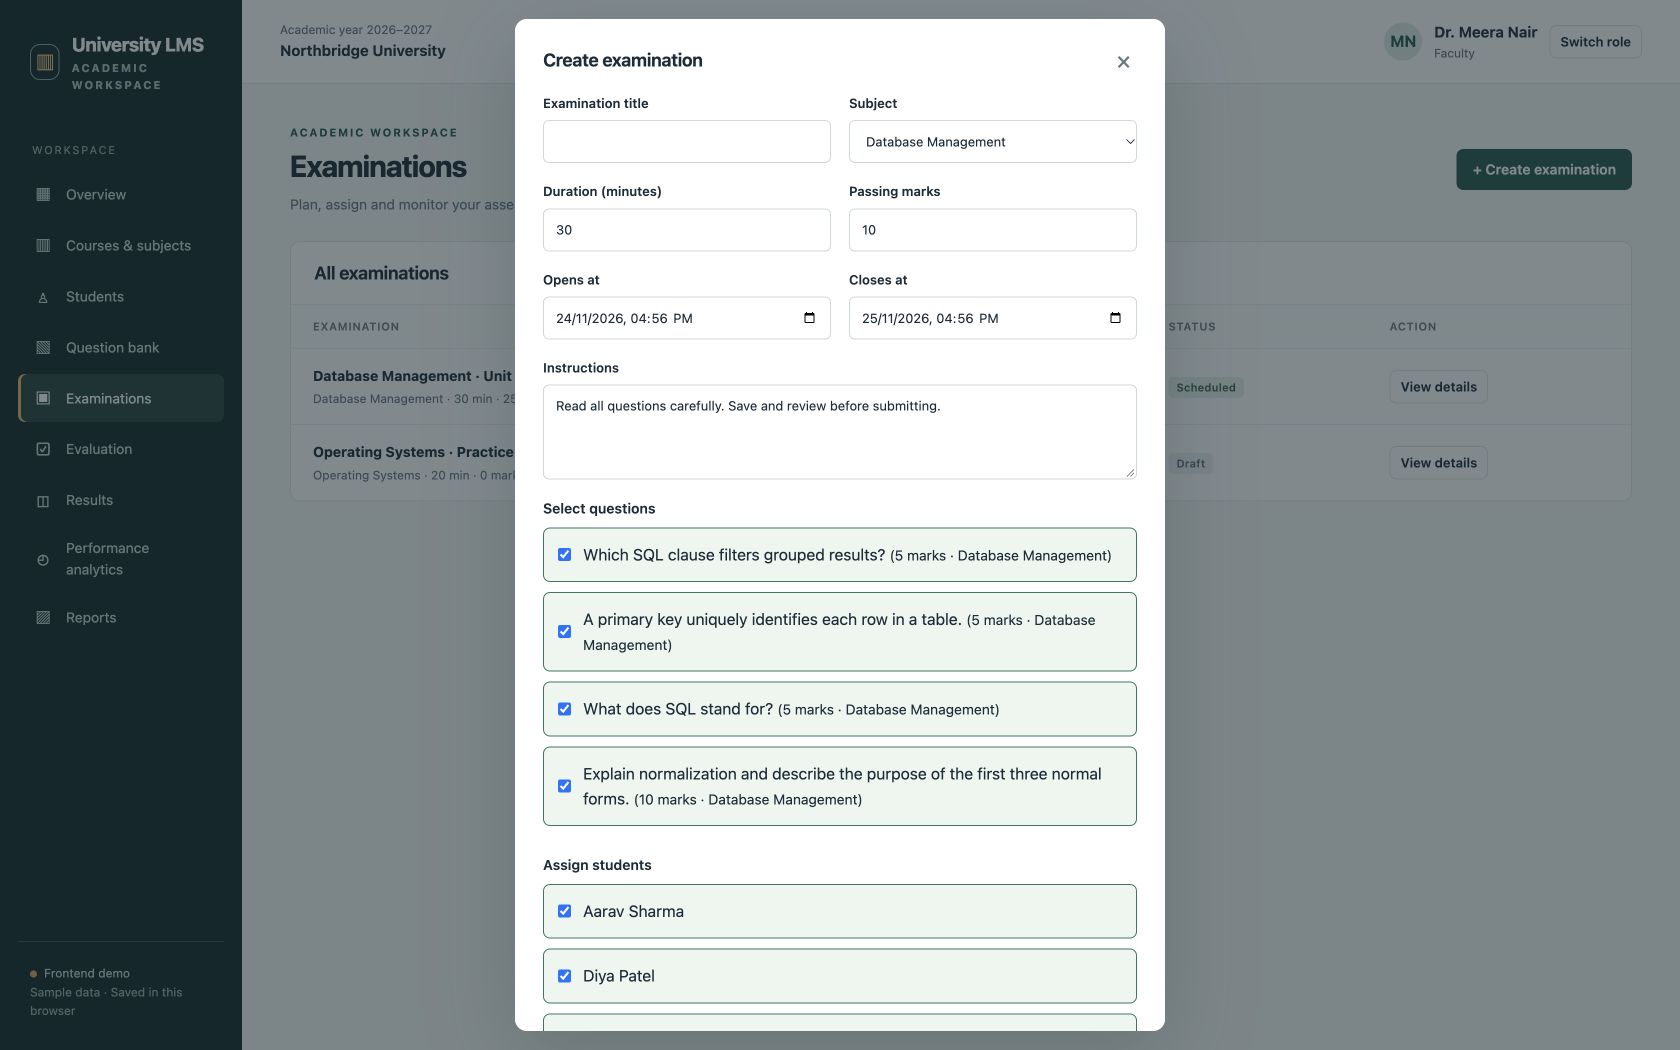 University LMS
ACADEMIC
WORKSPACE
WORKSPACE
Overview
Courses & subjects
Students
Question bank
Examinations
Evaluation
Results
Performance
analytics
Reports
Frontend demo
Sample data · Saved in this
browser
Academic year 2026–2027
Northbridge University
MN
Dr. Meera Nair
Faculty
Switch role
ACADEMIC WORKSPACE
Examinations
Plan, assign and monitor your
+ Create examination
All examinations
EXAMINATION
STATUS
ACTION
Database Management · Unit
Database Management · 30 min ·
Scheduled
View details
Operating Systems · Practice
Operating Systems · 20 min · 0
Draft
View details
Create examination
×
Examination title
Subject
Database Management
Duration (minutes)
Passing marks
30
10
Opens at
Closes at
24/11/2026, 04:56 PM
25/11/2026, 04:56 PM
Instructions
Read all questions carefully. Save and review before submitting.
Select questions
Which SQL clause filters grouped results? (5 marks · Database Management)
A primary key uniquely identifies each row in a table. (5 marks · Database
Management)
What does SQL stand for? (5 marks · Database Management)
Explain normalization and describe the purpose of the first three normal
forms. (10 marks · Database Management)
Assign students
Aarav Sharma
Diya Patel